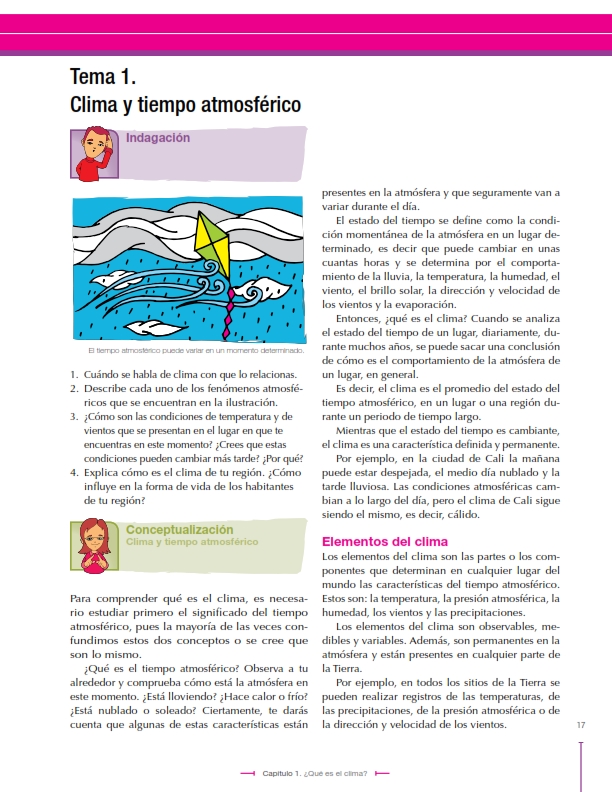 Tema 1.
Clima y tiempo atmosférico
Indagación
El tiempo atmosférico puede variar en un momento determinado.
1. Cuándo se habla de clima con que lo relacionas.
2. Describe cada uno de los fenómenos atmosfé-
ricos que se encuentran en la ilustración.
3. ¿Cómo son las condiciones de temperatura y de
vientos que se presentan en el lugar en que te
encuentras en este momento? ¿Crees que estas
condiciones pueden cambiar más tarde? ¿Por qué?
4. Explica cómo es el clima de tu región. ¿Cómo
influye en la forma de vida de los habitantes
de tu región?
Conceptualización
Clima y tiempo atmosférico
Para comprender qué es el clima, es necesa-
rio estudiar primero el significado del tiempo
atmosférico, pues la mayoría de las veces con-
fundimos estos dos conceptos o se cree que
son lo mismo.
¿Qué es el tiempo atmosférico? Observa a tu
alrededor y comprueba cómo está la atmósfera en
este momento. ¿Está lloviendo? ¿Hace calor o frío?
¿Está nublado o soleado? Ciertamente, te darás
cuenta que algunas de estas características están
presentes en la atmósfera y que seguramente van a
variar durante el día.
El estado del tiempo se define como la condi-
ción momentánea de la atmósfera en un lugar de-
terminado, es decir que puede cambiar en unas
cuantas horas y se determina por el comporta-
miento de la lluvia, la temperatura, la humedad, el
viento, el brillo solar, la dirección y velocidad de
los vientos y la evaporación.
Entonces, ¿qué es el clima? Cuando se analiza
el estado del tiempo de un lugar, diariamente, du-
rante muchos años, se puede sacar una conclusión
de cómo es el comportamiento de la atmósfera de
un lugar, en general.
Es decir, el clima es el promedio del estado del
tiempo atmosférico, en un lugar o una región du-
rante un periodo de tiempo largo.
Mientras que el estado del tiempo es cambiante,
el clima es una característica definida y permanente.
Por ejemplo, en la ciudad de Cali la mañana
puede estar despejada, el medio día nublado y la
tarde lluviosa. Las condiciones atmosféricas cam-
bian a lo largo del día, pero el clima de Cali sigue
siendo el mismo, es decir, cálido.
Elementos del clima
Los elementos del clima son las partes o los com-
ponentes que determinan en cualquier lugar del
mundo las características del tiempo atmosférico.
Estos son: la temperatura, la presión atmosférica, la
humedad, los vientos y las precipitaciones.
Los elementos del clima son observables, me-
dibles y variables. Además, son permanentes en la
atmósfera y están presentes en cualquier parte de
la Tierra.
Por ejemplo, en todos los sitios de la Tierra se
pueden realizar registros de las temperaturas, de
las precipitaciones, de la presión atmosférica o de
la dirección y velocidad de los vientos.
17
Capítulo 1. ¿Qué es el clima?